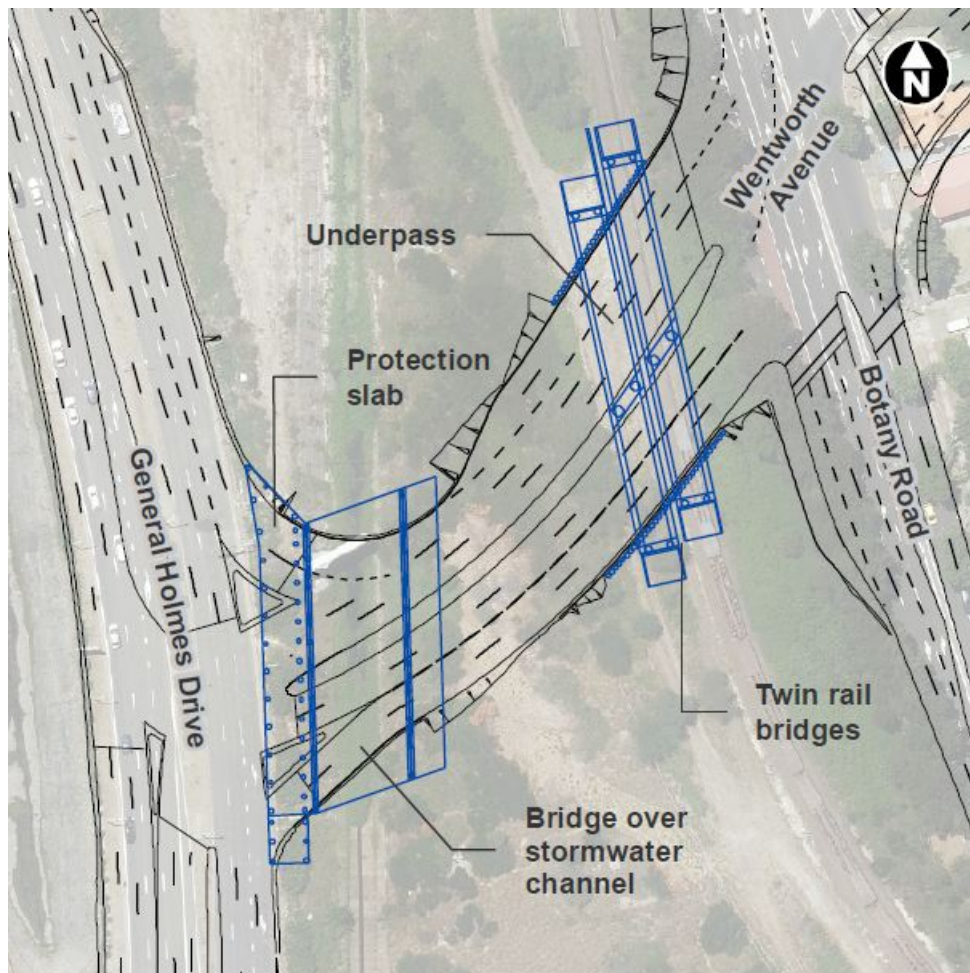 N
Wentworth
Avenue
Underpass
Protection
slab
Botany Road
General Holmes Drive
Twin rail
bridges
Bridge over
stormwater
channel